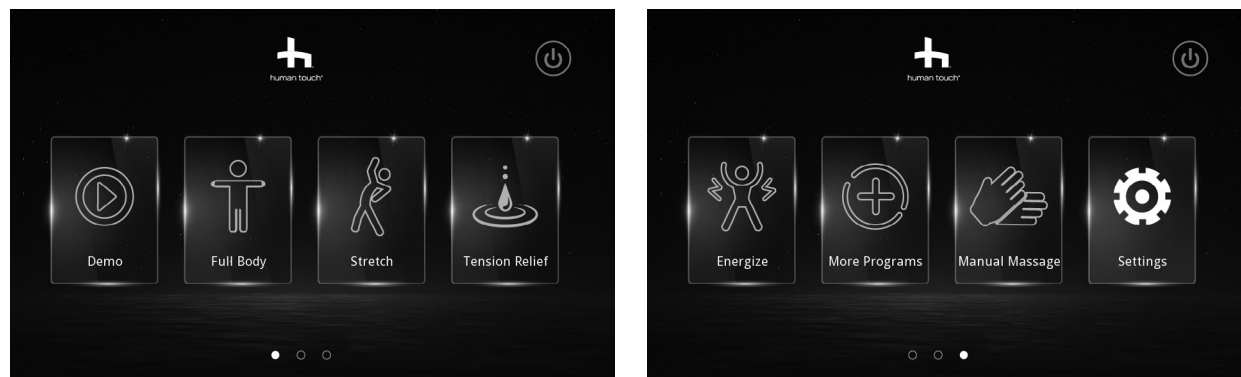 human touch®
Demo
Full Body
Stretch
Tension Relief
human touch®
Energize
More Programs
Manual Massage
Settings